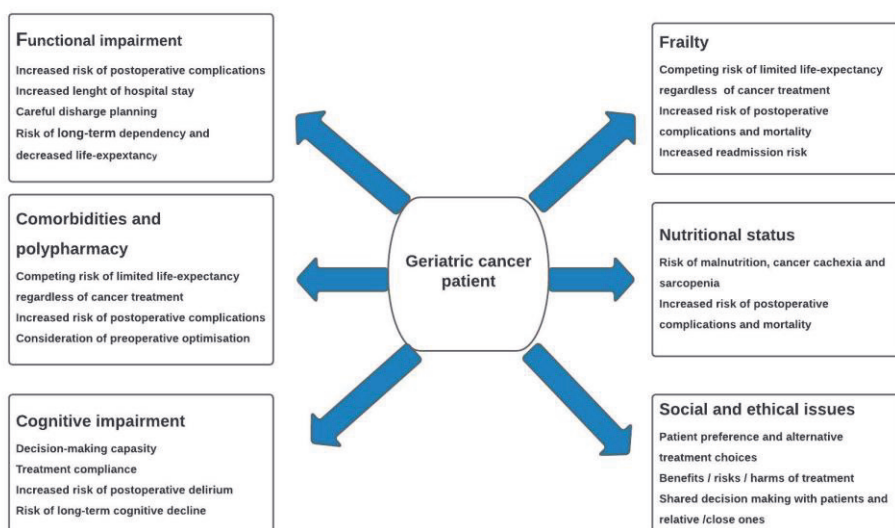 Functional impairment
Increased risk of postoperative complications
Increased lenght of hospital stay
Careful disharge planning
Risk of long-term dependency and
decreased life-expextancy
Comorbidities and
polypharmacy
Competing risk of limited life-expectancy
regardless of cancer treatment
Increased risk of postoperative complications
Consideration of preoperative optimisation
Cognitive impairment
Decision-making capasity
Treatment compliance
Increased risk of postoperative delirium
Risk of long-term cognitive decline
Geriatric cancer
patient
Frailty
Competing risk of limited life-expectancy
regardless of cancer treatment
Increased risk of postoperative
complications and mortality
Increased readmission risk
Nutritional status
Risk of malnutrition, cancer cachexia and
sarcopenia
Increased risk of postoperative
complications and mortality
Social and ethical issues
Patient preference and alternative
treatment choices
Benefits / risks / harms of treatment
Shared decision making with patients and
relative /close ones